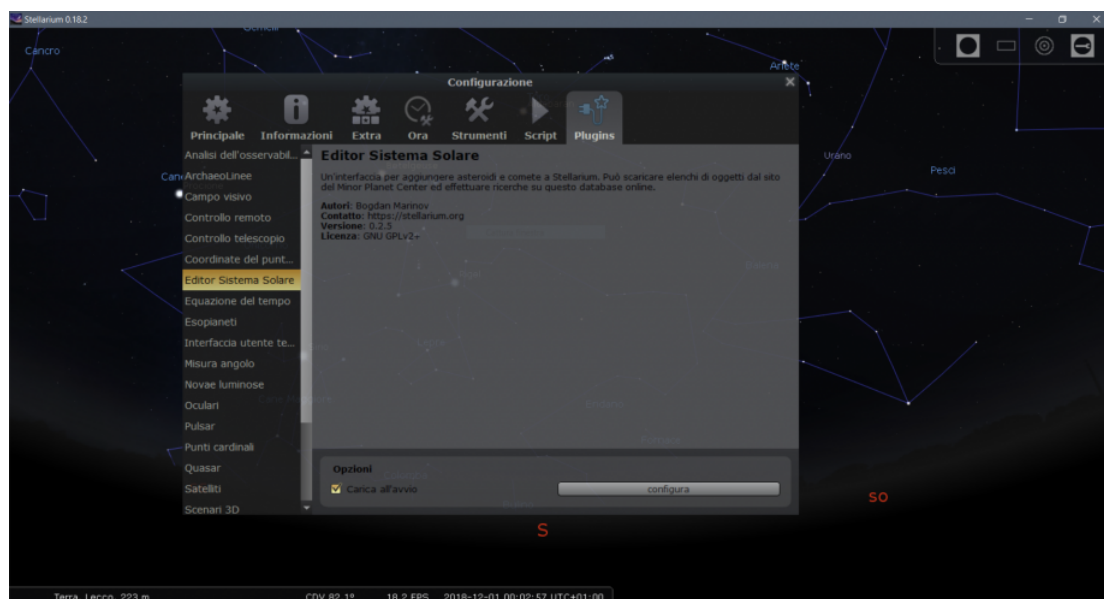 Stellarium 0.18.2
Cancro
Gemelli
Ariete
Configurazione
Principale Informazioni Extra Ora Strumenti Script Plugins
Analisi dell'osservabil...
ArchaeoLinee
Campo visivo
Controllo remoto
Controllo telescopio
Coordinate del punt...
Editor Sistema Solare
Equazione del tempo
Esopianeti
Interfaccia utente te...
Misura angolo
Novae luminose
Oculari
Pulsar
Punti cardinali
Quasar
Satelliti
Scenari 3D
Editor Sistema Solare
Un'interfaccia per aggiungere asteroidi e comete a Stellarium. Può scaricare elenchi di oggetti dal sito
del Minor Planet Center ed effettuare ricerche su questo database online.
Autori: Bogdan Marinov
Contatto: https://stellarium.org
Versione: 0.2.5
Licenza: GNU GPLv2+
Opzioni
Carica all'avvio
configura
Urano
Pesci
S
SO
Terra, Lecco, 223 m CDV 82.1° 18.2 FPS 2018-12-01 00:02:57 UTC+01:00